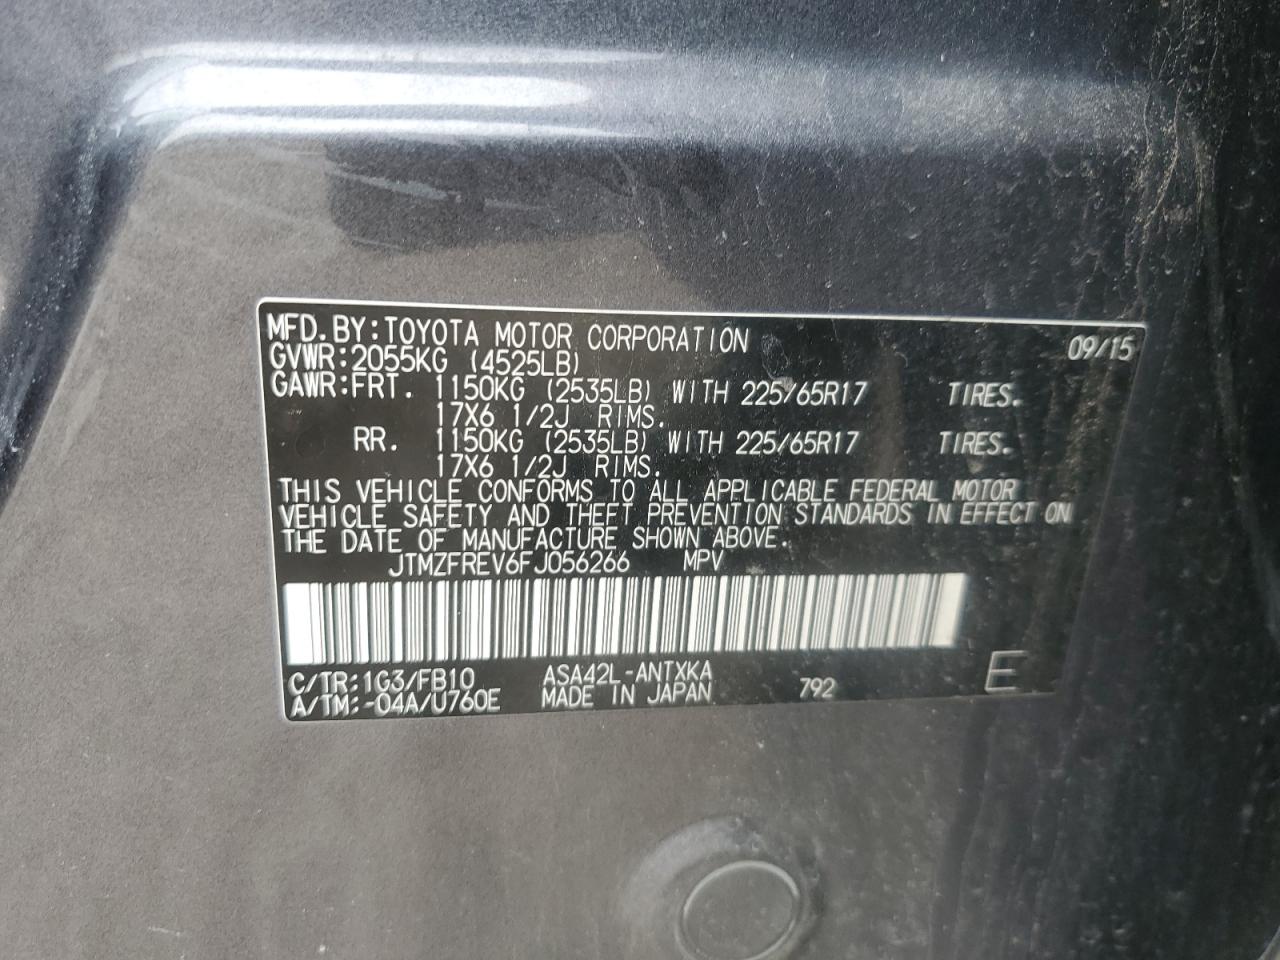 MFD. BY: TOYOTA MOTOR CORPORATION 09/15
GVWR: 2055KG (4525LB)
GAWR: FRT. 1150KG (2535LB) WITH 225/65R17 TIRES.
17X6 1/2J RIMS.
RR. 1150KG (2535LB) WITH 225/65R17 TIRES.
17X6 1/2J RIMS.
THIS VEHICLE CONFORMS TO ALL APPLICABLE FEDERAL MOTOR
VEHICLE SAFETY AND THEFT PREVENTION STANDARDS IN EFFECT ON
THE DATE OF MANUFACTURE SHOWN ABOVE.
JTMZFREV6FJ056266 MPV
C/TR: 1G3/FB10 ASA42L-ANTXKA 792 E
A/TM: -04A/U760E MADE IN JAPAN